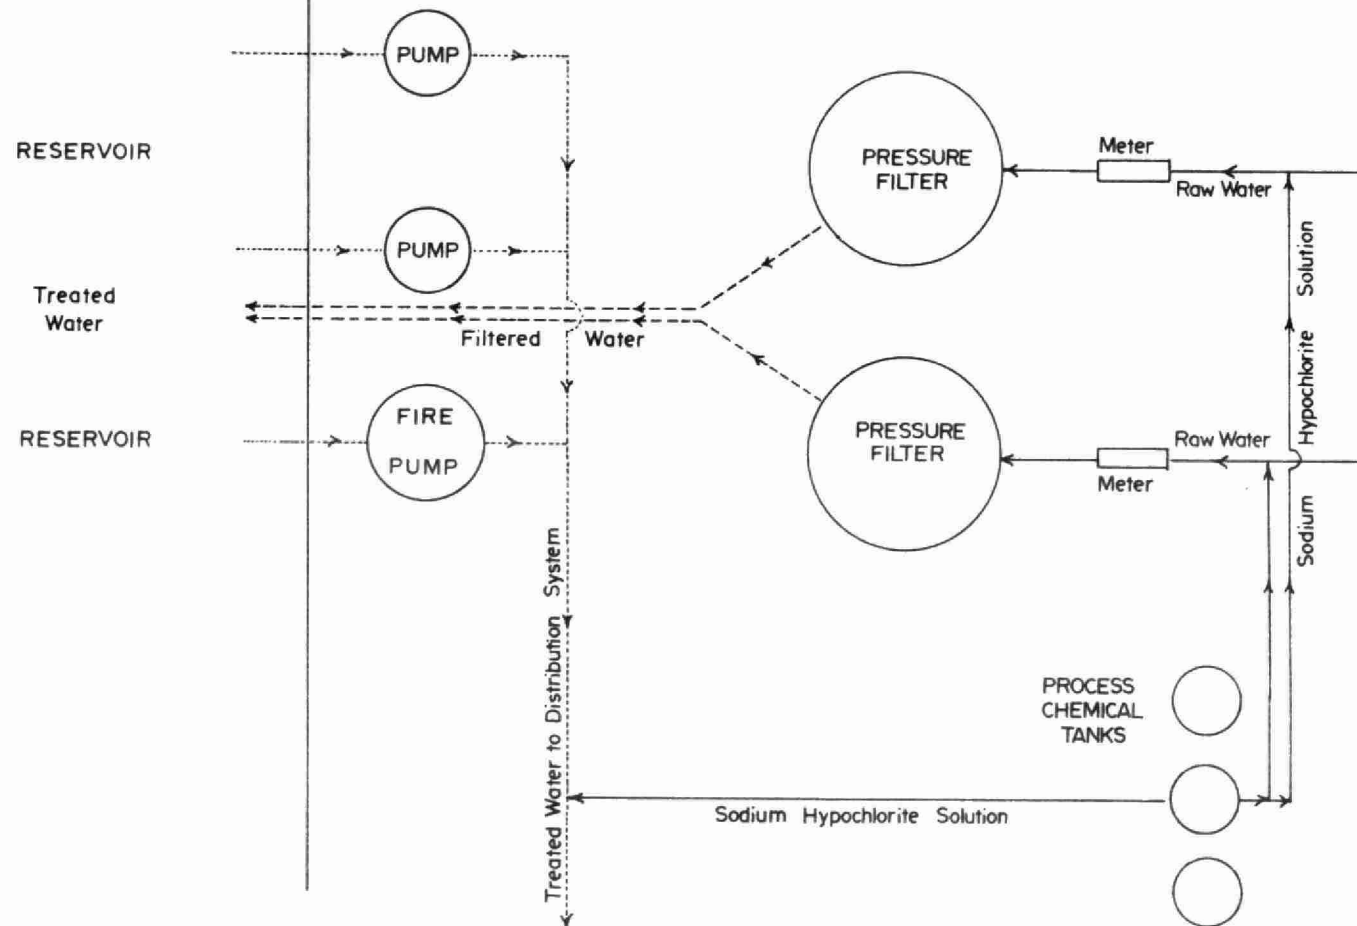 PUMP
RESERVOIR
PUMP
Treated
Water
Filtered Water
RESERVOIR
FIRE
PUMP
PRESSURE
FILTER
Meter
Raw Water
PRESSURE
FILTER
Raw Water
Meter
Sodium Hypochlorite Solution
PROCESS
CHEMICAL
TANKS
Sodium Hypochlorite Solution
Treated Water to Distribution System